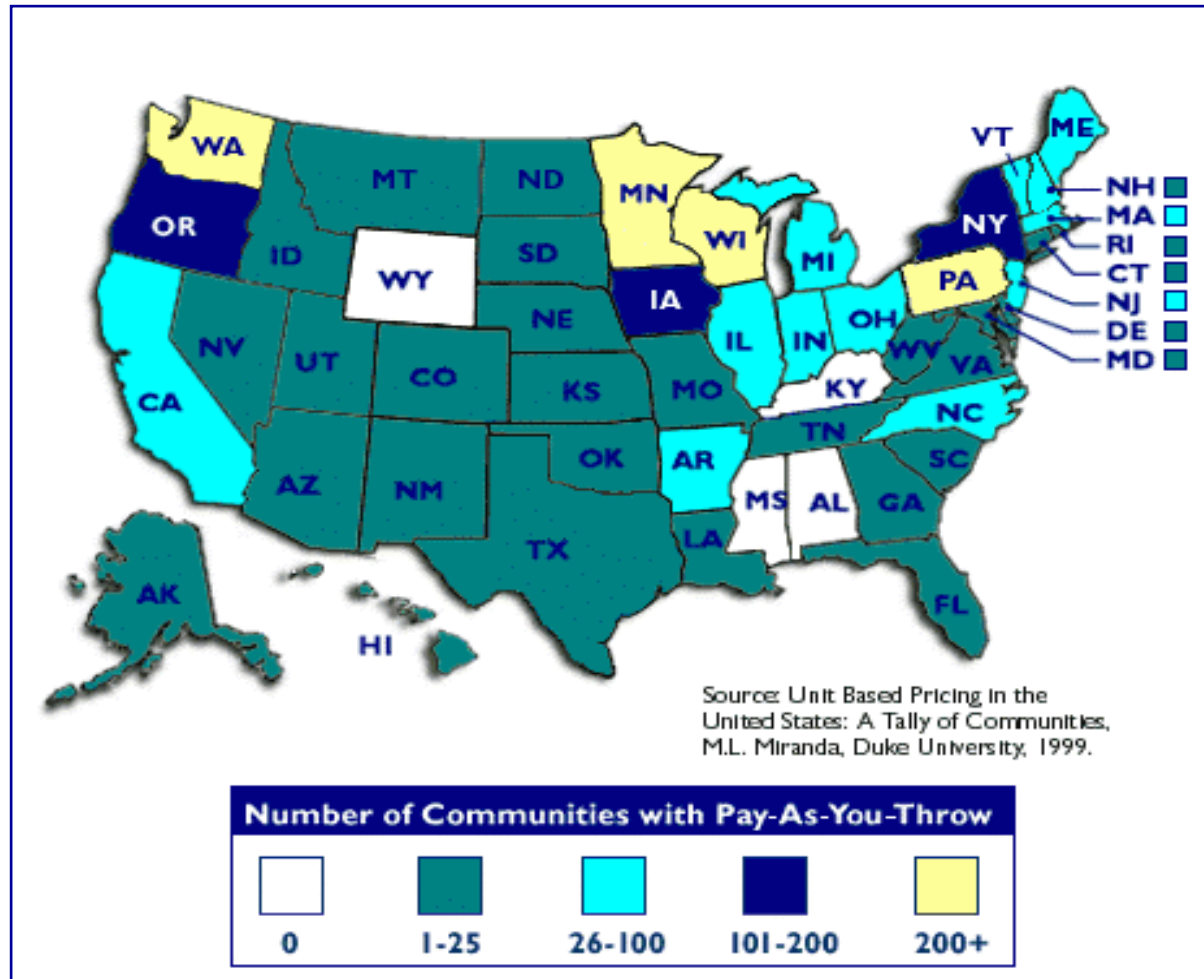 WA
MT
ND
MN
VT
ME
NH
MA
RI
CT
NJ
DE
MD
OR
ID
WY
SD
WI
MI
NY
PA
NV
UT
CO
NE
IA
IL
IN
OH
WV
VA
CA
KS
MO
KY
NC
TN
AZ
NM
OK
AR
SC
MS
AL
GA
TX
LA
FL
AK
HI
Source: Unit Based Pricing in the
United States: A Tally of Communities,
M.L. Miranda, Duke University, 1999.
Number of Communities with Pay-As-You-Throw
0 1-25 26-100 101-200 200+